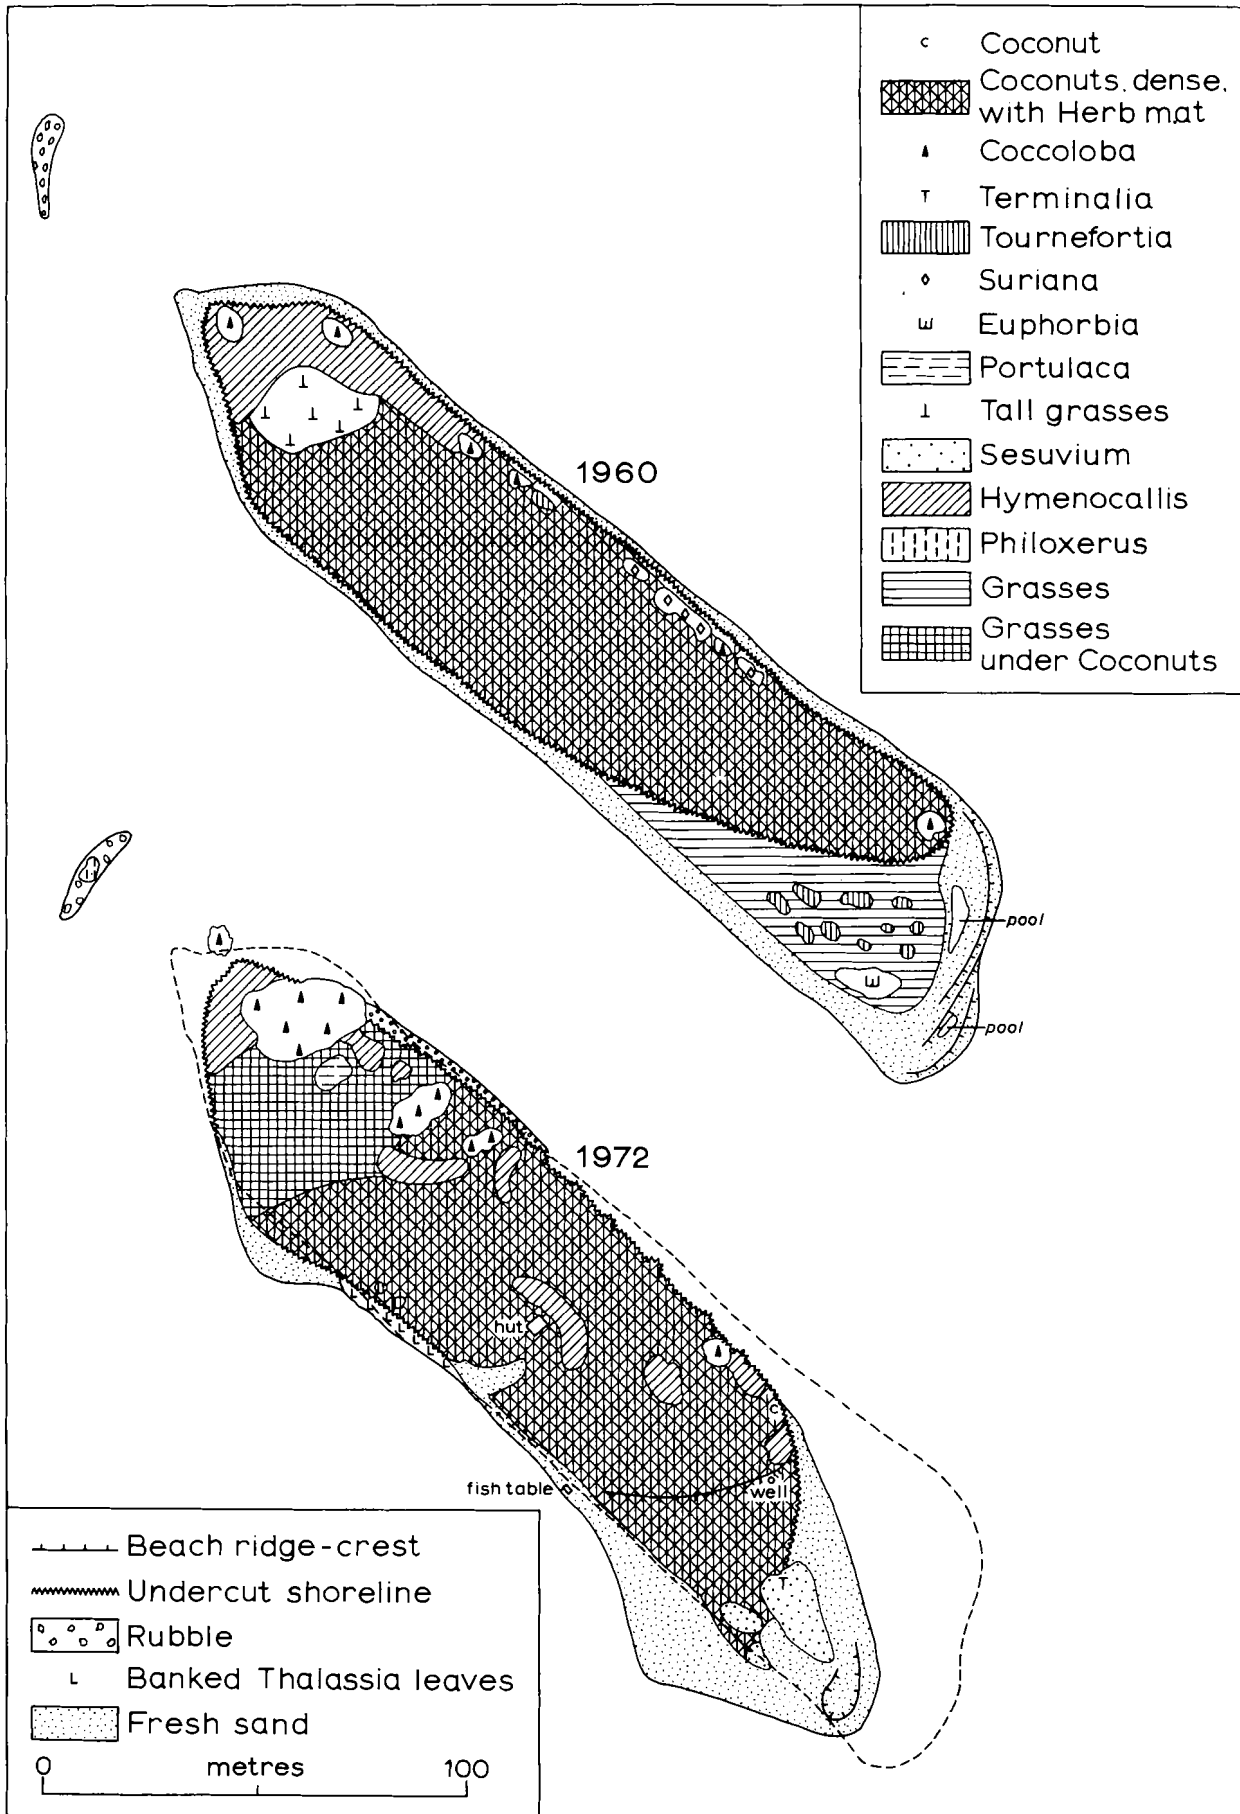 c Coconut
Coconuts, dense,
with Herb mat
Coccoloba
T Terminalia
Tournefortia
Suriana
Euphorbia
Portulaca
Tall grasses
Sesuvium
Hymenocallis
Philoxerus
Grasses
Grasses
under Coconuts
1960
pool
pool
1972
hut
c
fish table
well
T
Beach ridge-crest
Undercut shoreline
Rubble
L Banked Thalassia leaves
Fresh sand
0 metres 100